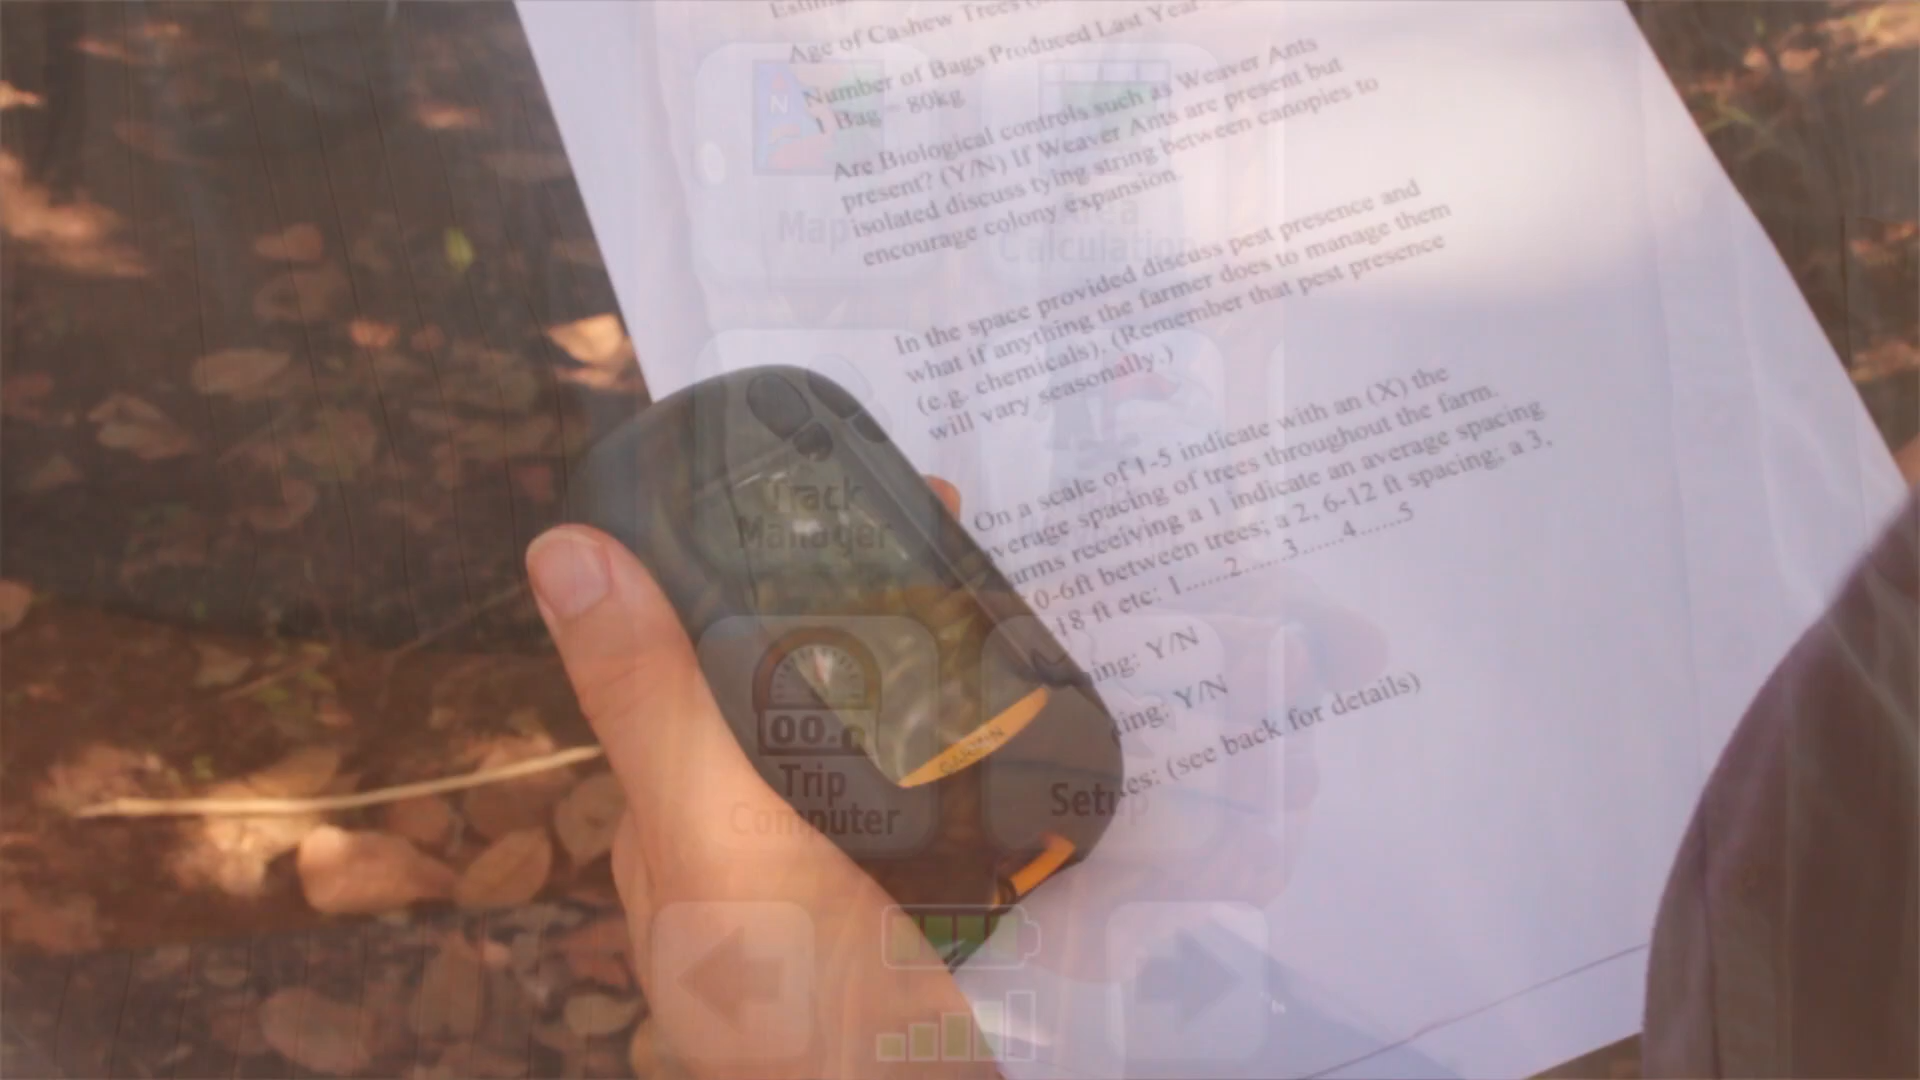 Age of Cashew Trees
Number of Bags Produced Last Year
1 Bag = 80kg
Are Biological controls such as Weaver Ants
present? (Y/N) If Weaver Ants are present but
isolated discuss tying string between canopies to
encourage colony expansion.
In the space provided discuss pest presence and
what if anything the farmer does to manage them
(e.g. chemicals). (Remember that pest presence
will vary seasonally.)
On a scale of 1-5 indicate with an (X) the
average spacing of trees throughout the farm.
receiving a 1 indicate an average spacing
0-6ft between trees; a 2, 6-12 ft spacing; a 3,
18 ft etc: 1......2......3......4......5
Y/N
Y/N
(see back for details)
Map
Area
Calculation
Track
Manager
00.
Trip
Computer
Setup
GARMIN